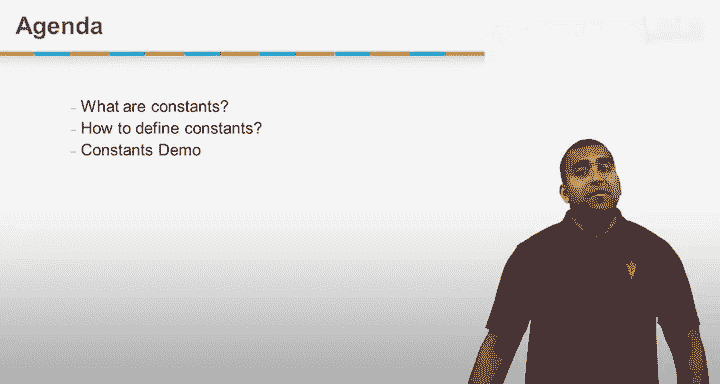 Agenda
- What are constants?
- How to define constants?
- Constants Demo